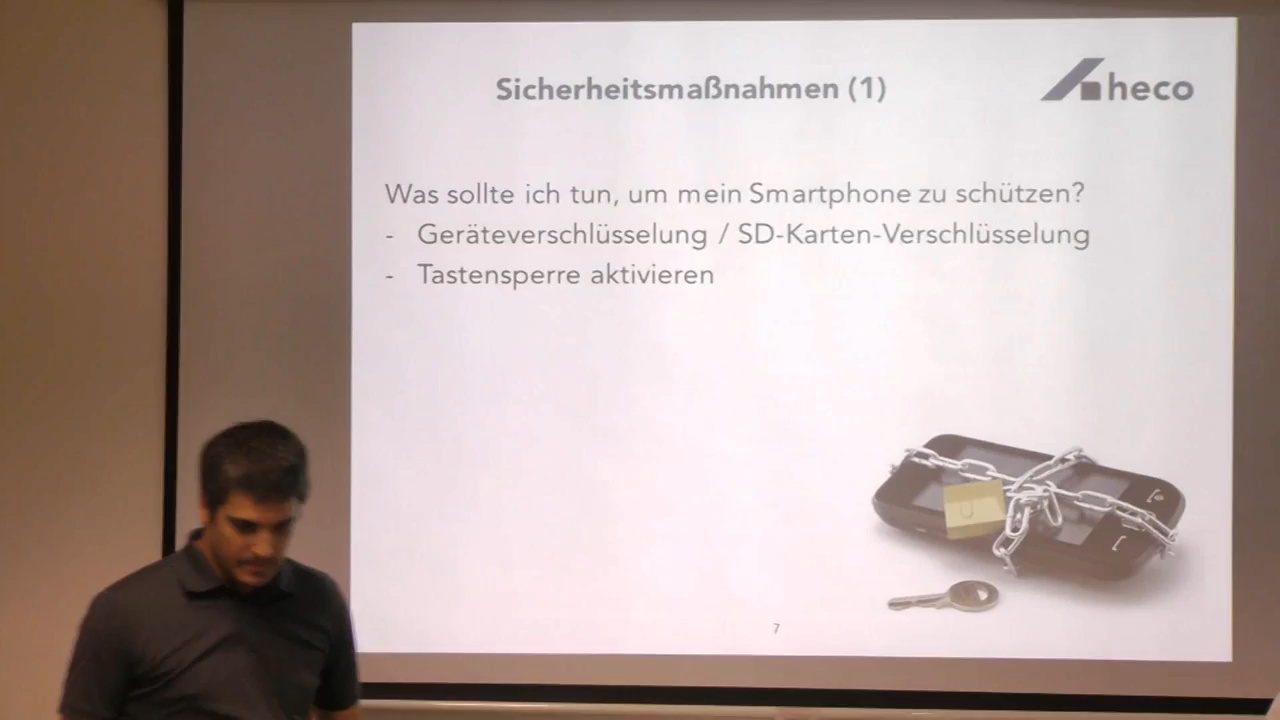 Sicherheitsmaßnahmen (1)
heco
Was sollte ich tun, um mein Smartphone zu schützen?
- Geräteverschlüsselung / SD-Karten-Verschlüsselung
- Tastensperre aktivieren
7